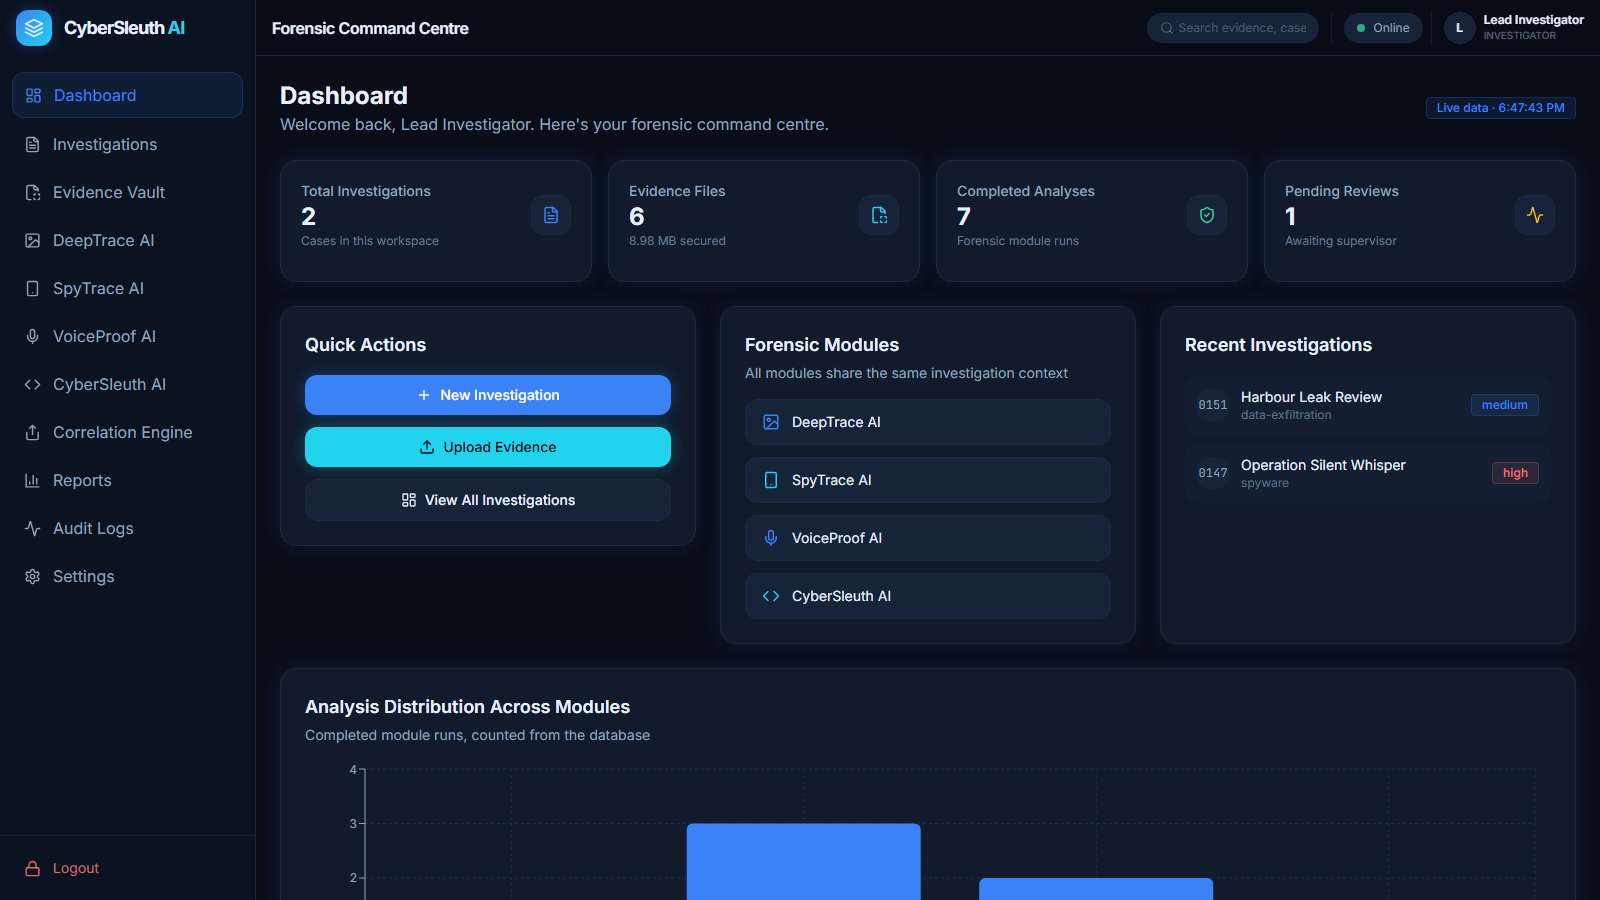 CyberSleuth AI
Forensic Command Centre
Search evidence, case
Online
L
Lead Investigator
INVESTIGATOR
Dashboard
Investigations
Evidence Vault
DeepTrace AI
SpyTrace AI
VoiceProof AI
CyberSleuth AI
Correlation Engine
Reports
Audit Logs
Settings
Logout
Dashboard
Welcome back, Lead Investigator. Here's your forensic command centre.
Live data · 6:47:43 PM
Total Investigations
2
Cases in this workspace
Evidence Files
6
8.98 MB secured
Completed Analyses
7
Forensic module runs
Pending Reviews
1
Awaiting supervisor
Quick Actions
New Investigation
Upload Evidence
View All Investigations
Forensic Modules
All modules share the same investigation context
DeepTrace AI
SpyTrace AI
VoiceProof AI
CyberSleuth AI
Recent Investigations
0151
Harbour Leak Review
data-exfiltration
medium
0147
Operation Silent Whisper
spyware
high
Analysis Distribution Across Modules
Completed module runs, counted from the database
4
3
2